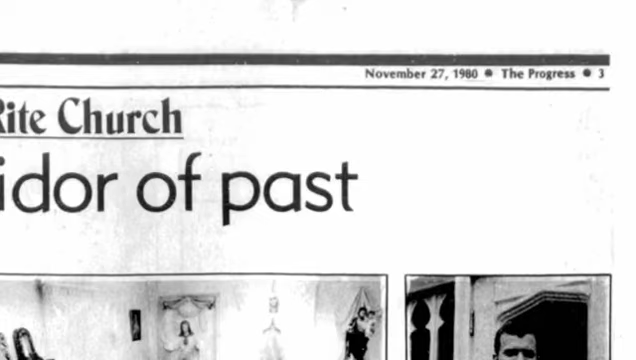 November 27, 1980 • The Progress • 3
Rite Church
idor of past